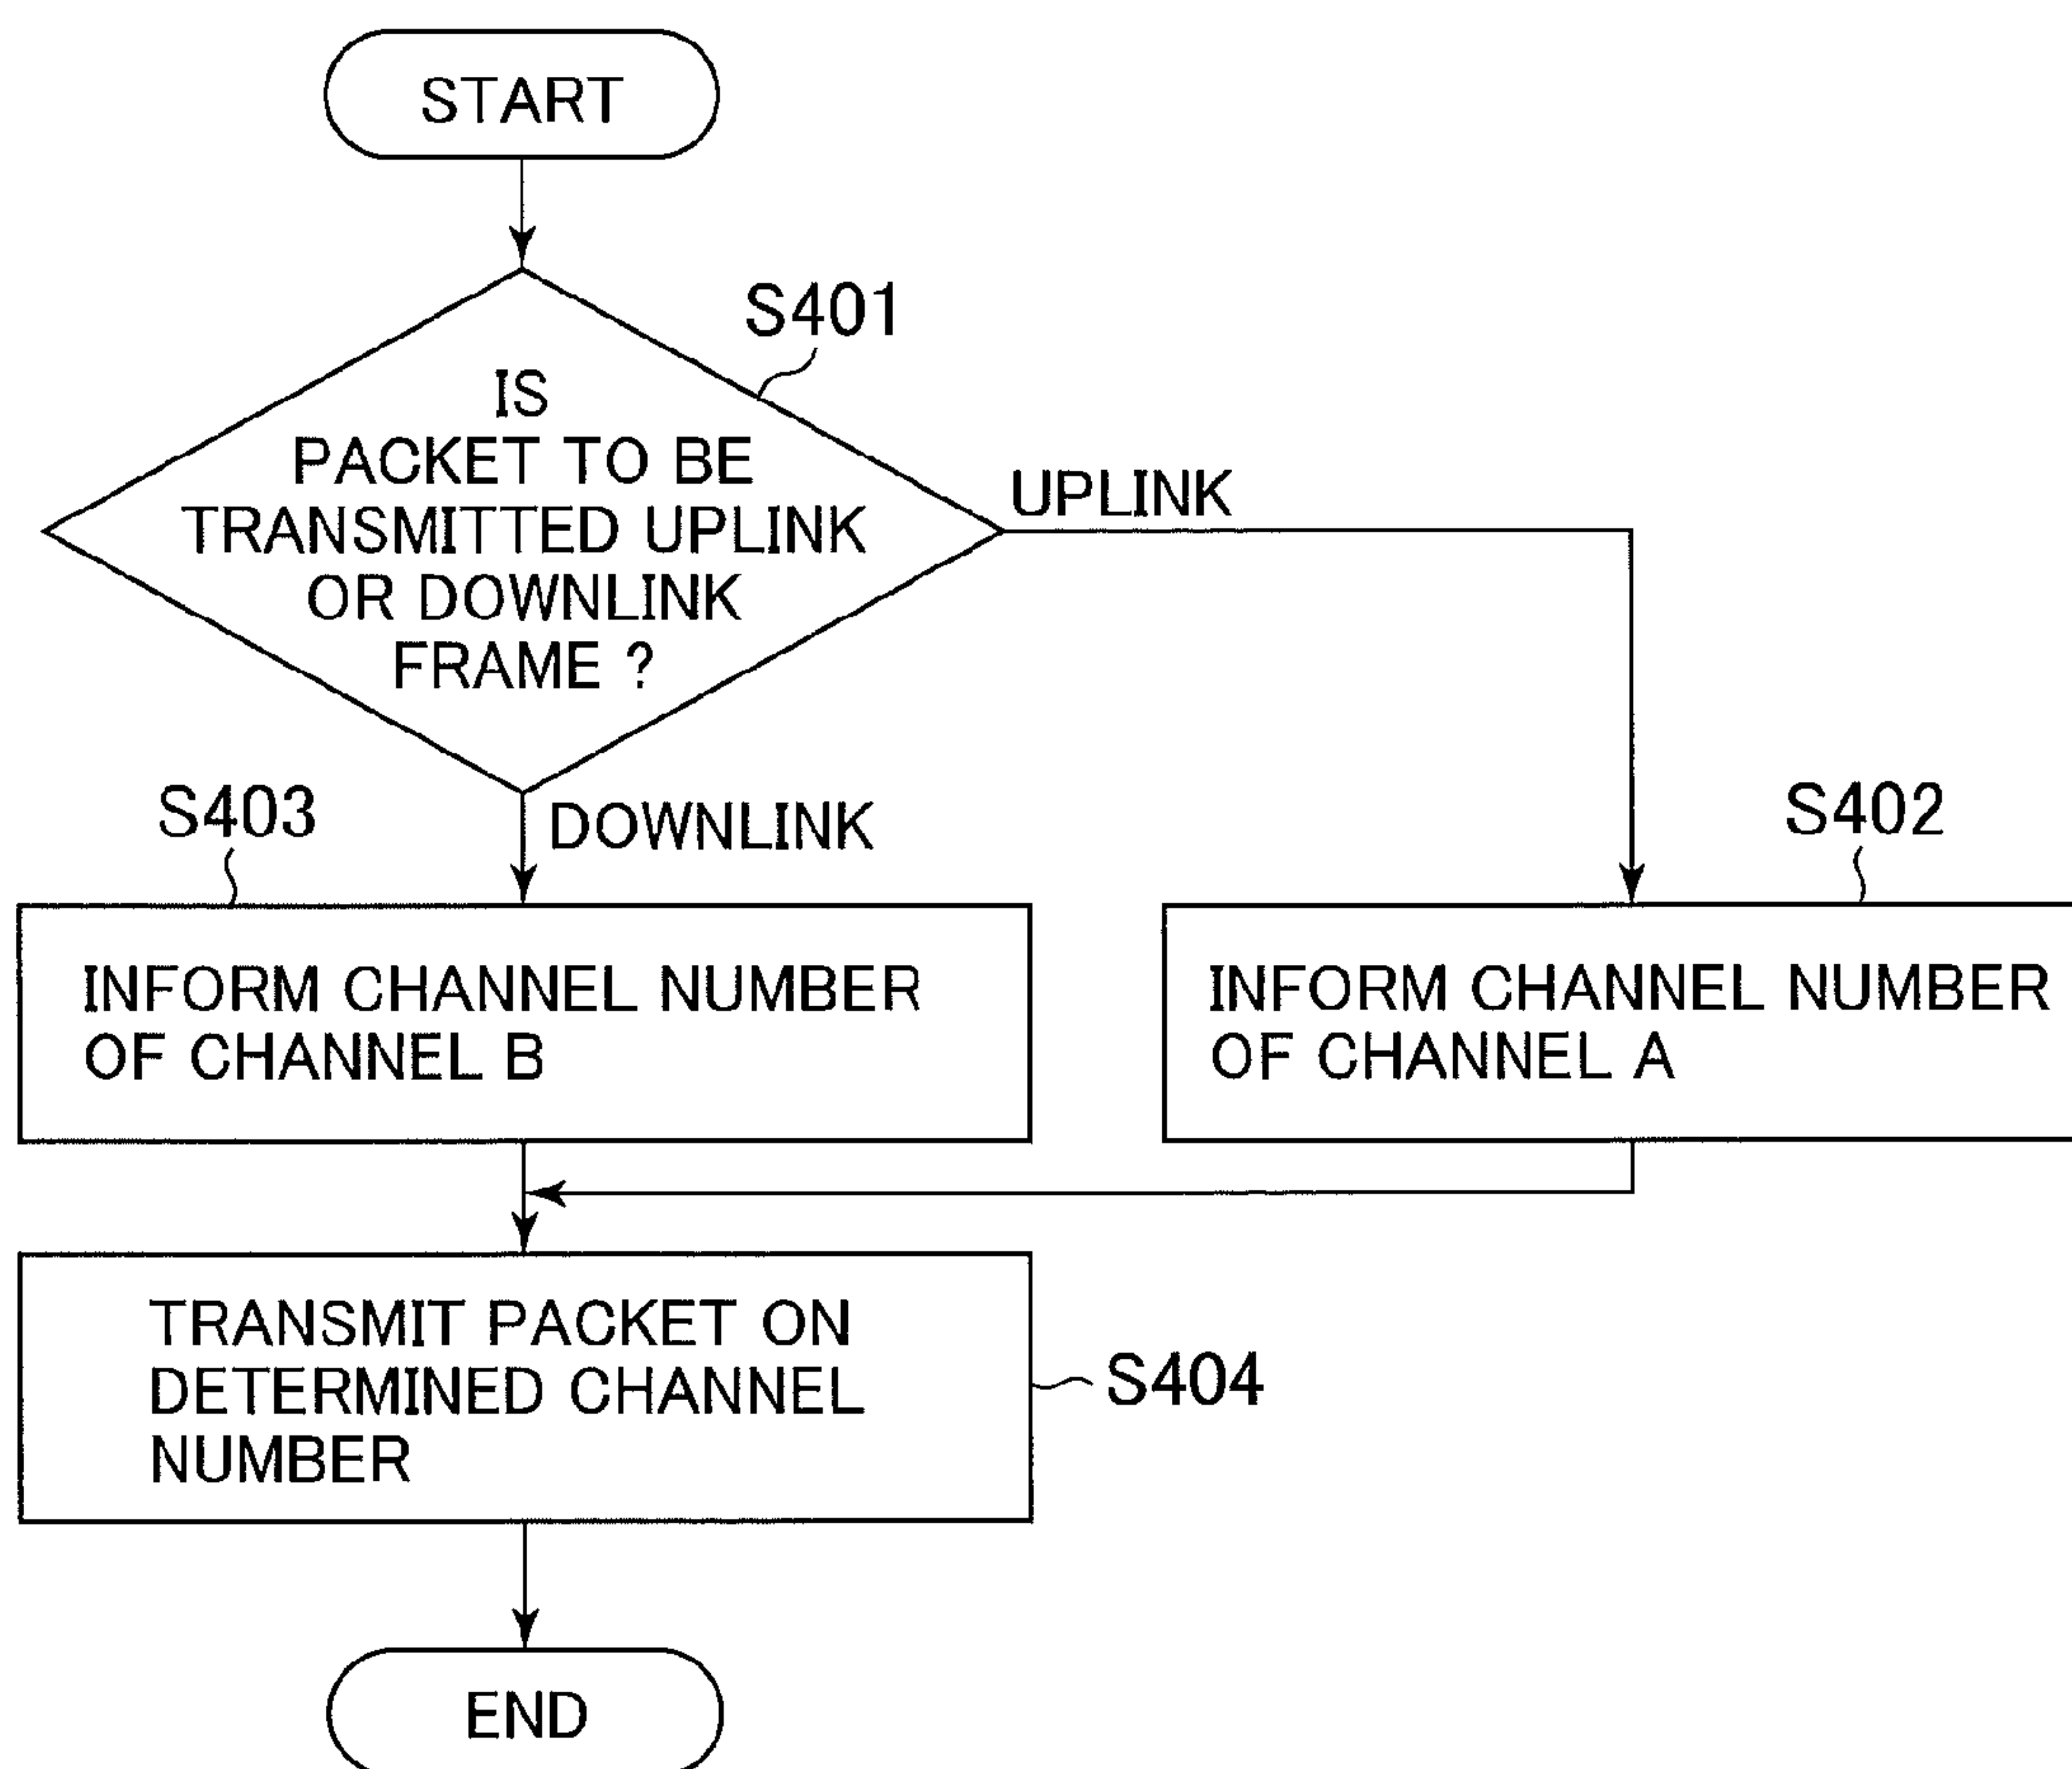 START
S401
IS
PACKET TO BE
TRANSMITTED UPLINK
OR DOWNLINK
FRAME ?
UPLINK
S403
DOWNLINK
S402
INFORM CHANNEL NUMBER
OF CHANNEL B
INFORM CHANNEL NUMBER
OF CHANNEL A
TRANSMIT PACKET ON
DETERMINED CHANNEL
NUMBER
S404
END